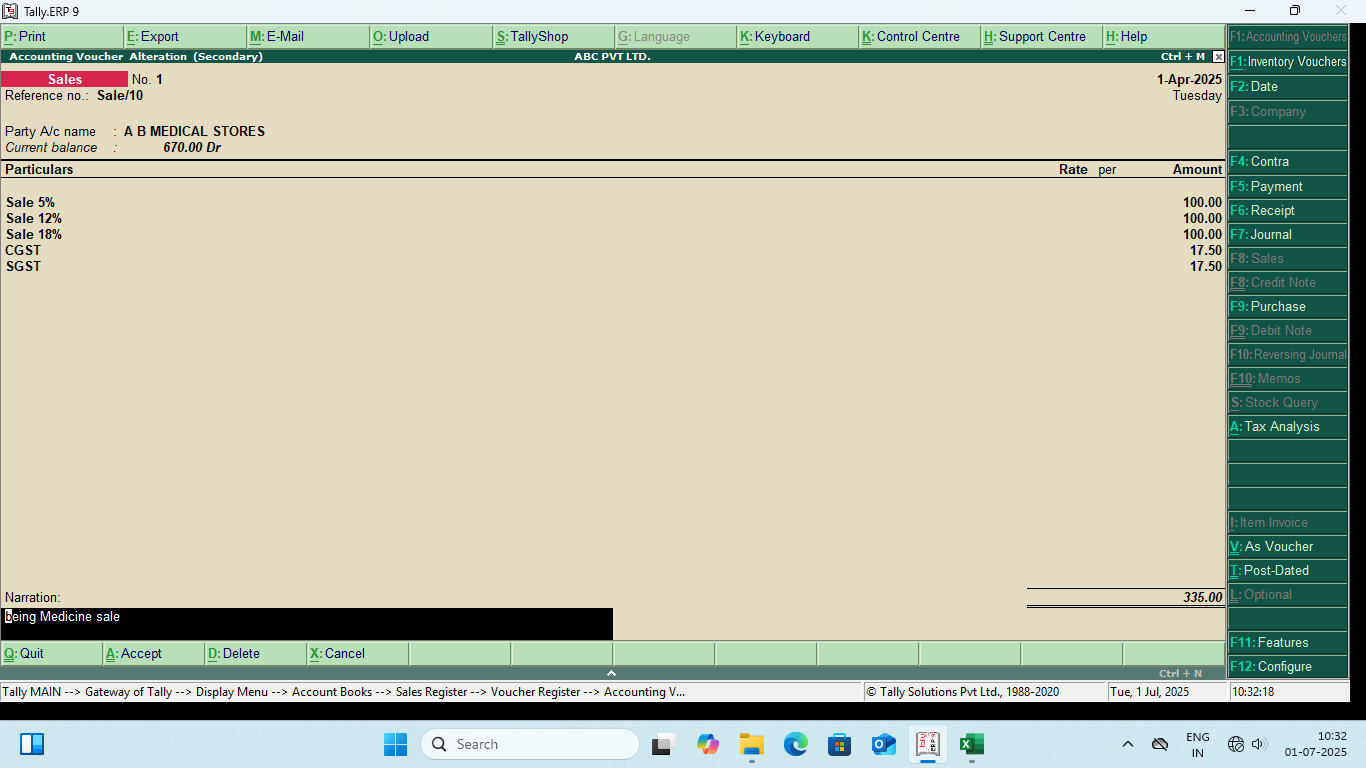 Tally.ERP 9
P: Print E: Export M: E-Mail O: Upload S: TallyShop G: Language K: Keyboard K: Control Centre H: Support Centre H: Help
Accounting Voucher Alteration (Secondary) ABC PVT LTD. Ctrl + M
Sales No. 1 1-Apr-2025
Reference no.: Sale/10 Tuesday
Party A/c name : A B MEDICAL STORES
Current balance : 670.00 Dr
Particulars Rate per Amount
Sale 5% 100.00
Sale 12% 100.00
Sale 18% 100.00
CGST 17.50
SGST 17.50
Narration: 335.00
being Medicine sale
F1: Accounting Vouchers
F1: Inventory Vouchers
F2: Date
F3: Company
F4: Contra
F5: Payment
F6: Receipt
F7: Journal
F8: Sales
F8: Credit Note
F9: Purchase
F9: Debit Note
F10: Reversing Journal
F10: Memos
S: Stock Query
A: Tax Analysis
I: Item Invoice
V: As Voucher
T: Post-Dated
L: Optional
F11: Features
F12: Configure
Q: Quit A: Accept D: Delete X: Cancel
Ctrl + N
Tally MAIN --> Gateway of Tally --> Display Menu --> Account Books --> Sales Register --> Voucher Register --> Accounting V... © Tally Solutions Pvt Ltd., 1988-2020 Tue, 1 Jul, 2025 10:32:18
Search
Tally
ERP 9
ENG
IN
10:32
01-07-2025